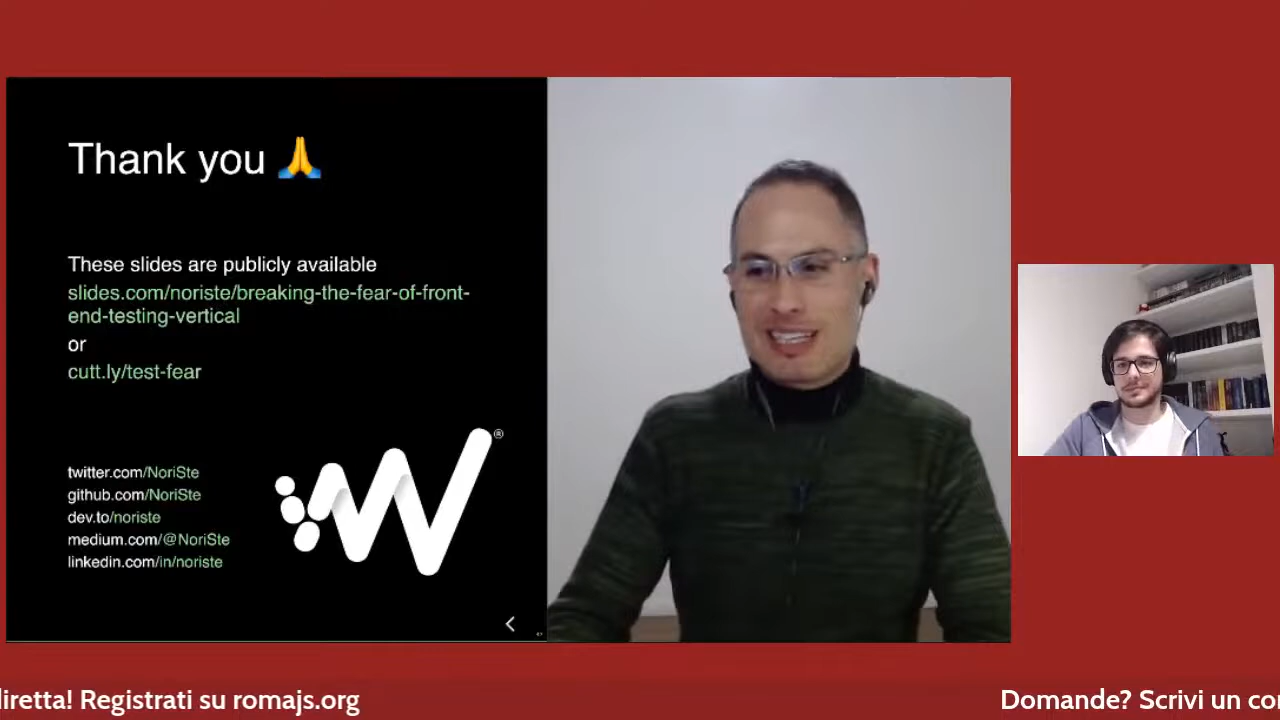 Thank you 🙏
These slides are publicly available
slides.com/noriste/breaking-the-fear-of-front-
end-testing-vertical
or
cutt.ly/test-fear
twitter.com/NoriSte
github.com/NoriSte
dev.to/noriste
medium.com/@NoriSte
linkedin.com/in/noriste
W®
diretta! Registrati su romajs.org
Domande? Scrivi un con